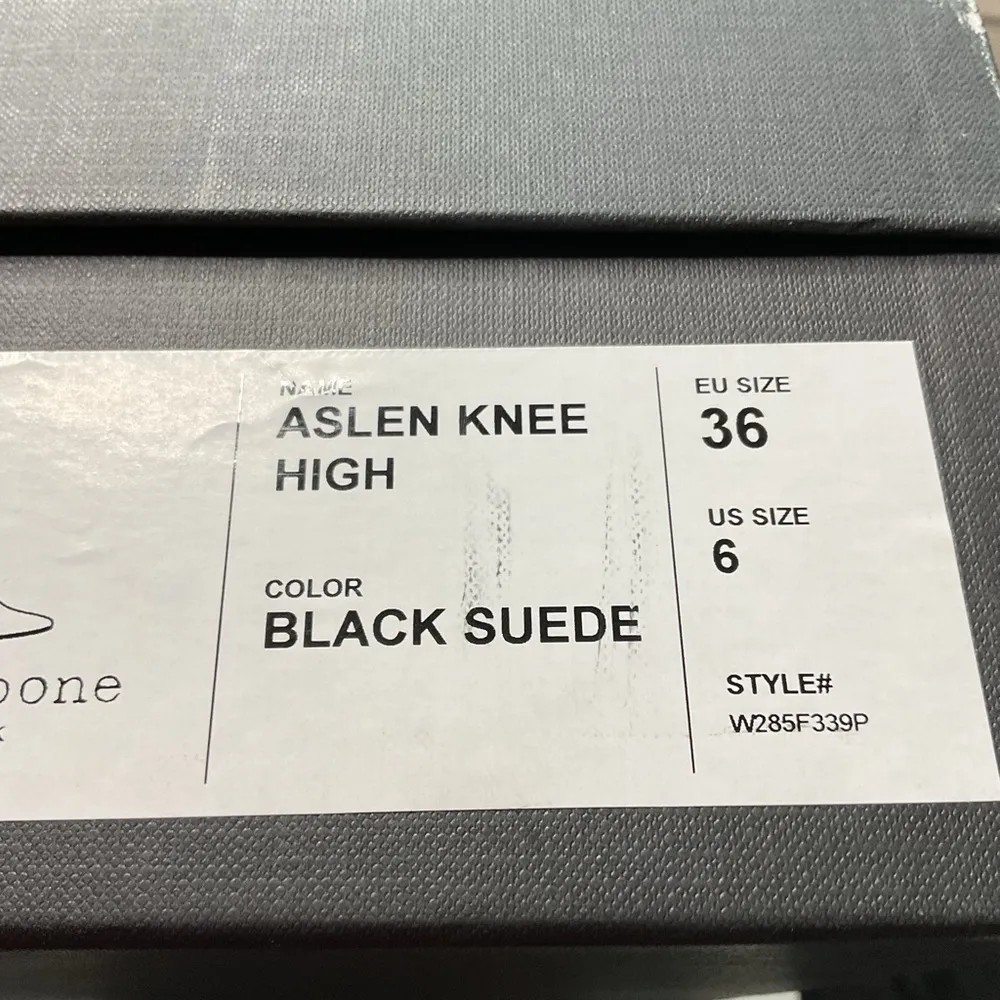 NAME
ASLEN KNEE
HIGH
COLOR
BLACK SUEDE
EU SIZE
36
US SIZE
6
STYLE#
W285F339P
bone
k